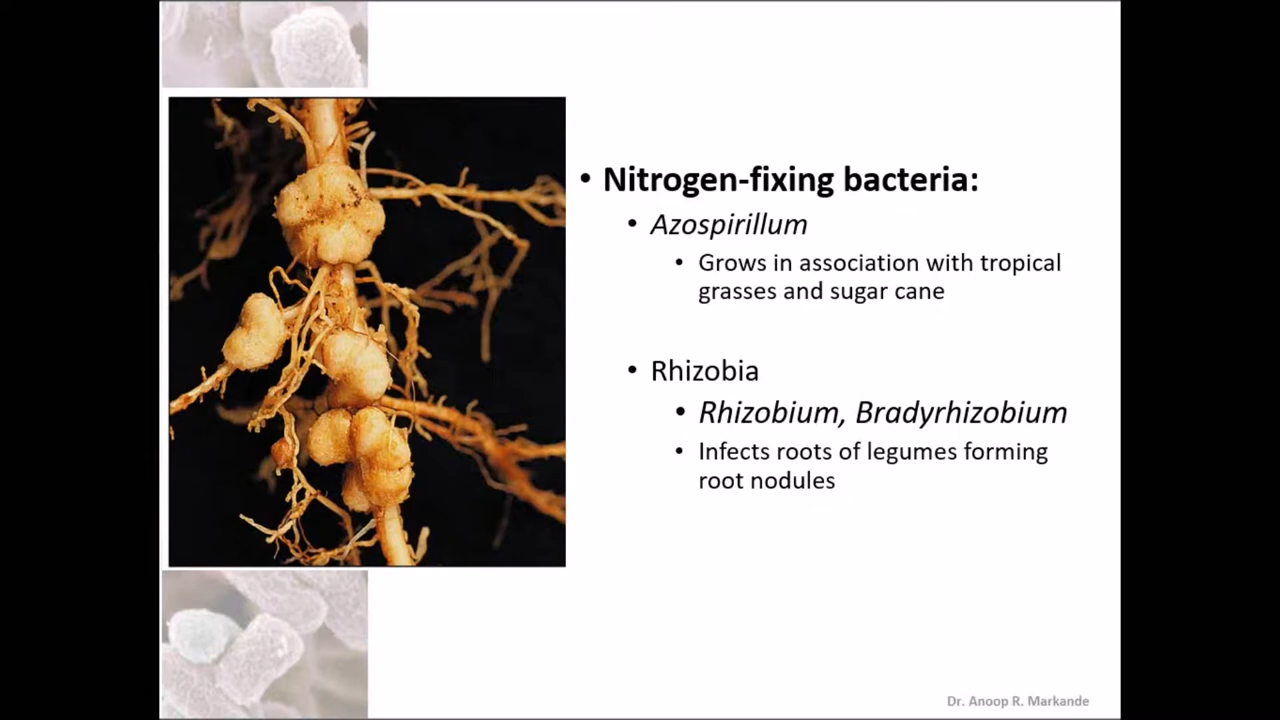 • Nitrogen-fixing bacteria:
• Azospirillum
• Grows in association with tropical
grasses and sugar cane
• Rhizobia
• Rhizobium, Bradyrhizobium
• Infects roots of legumes forming
root nodules
Dr. Anoop R. Markande